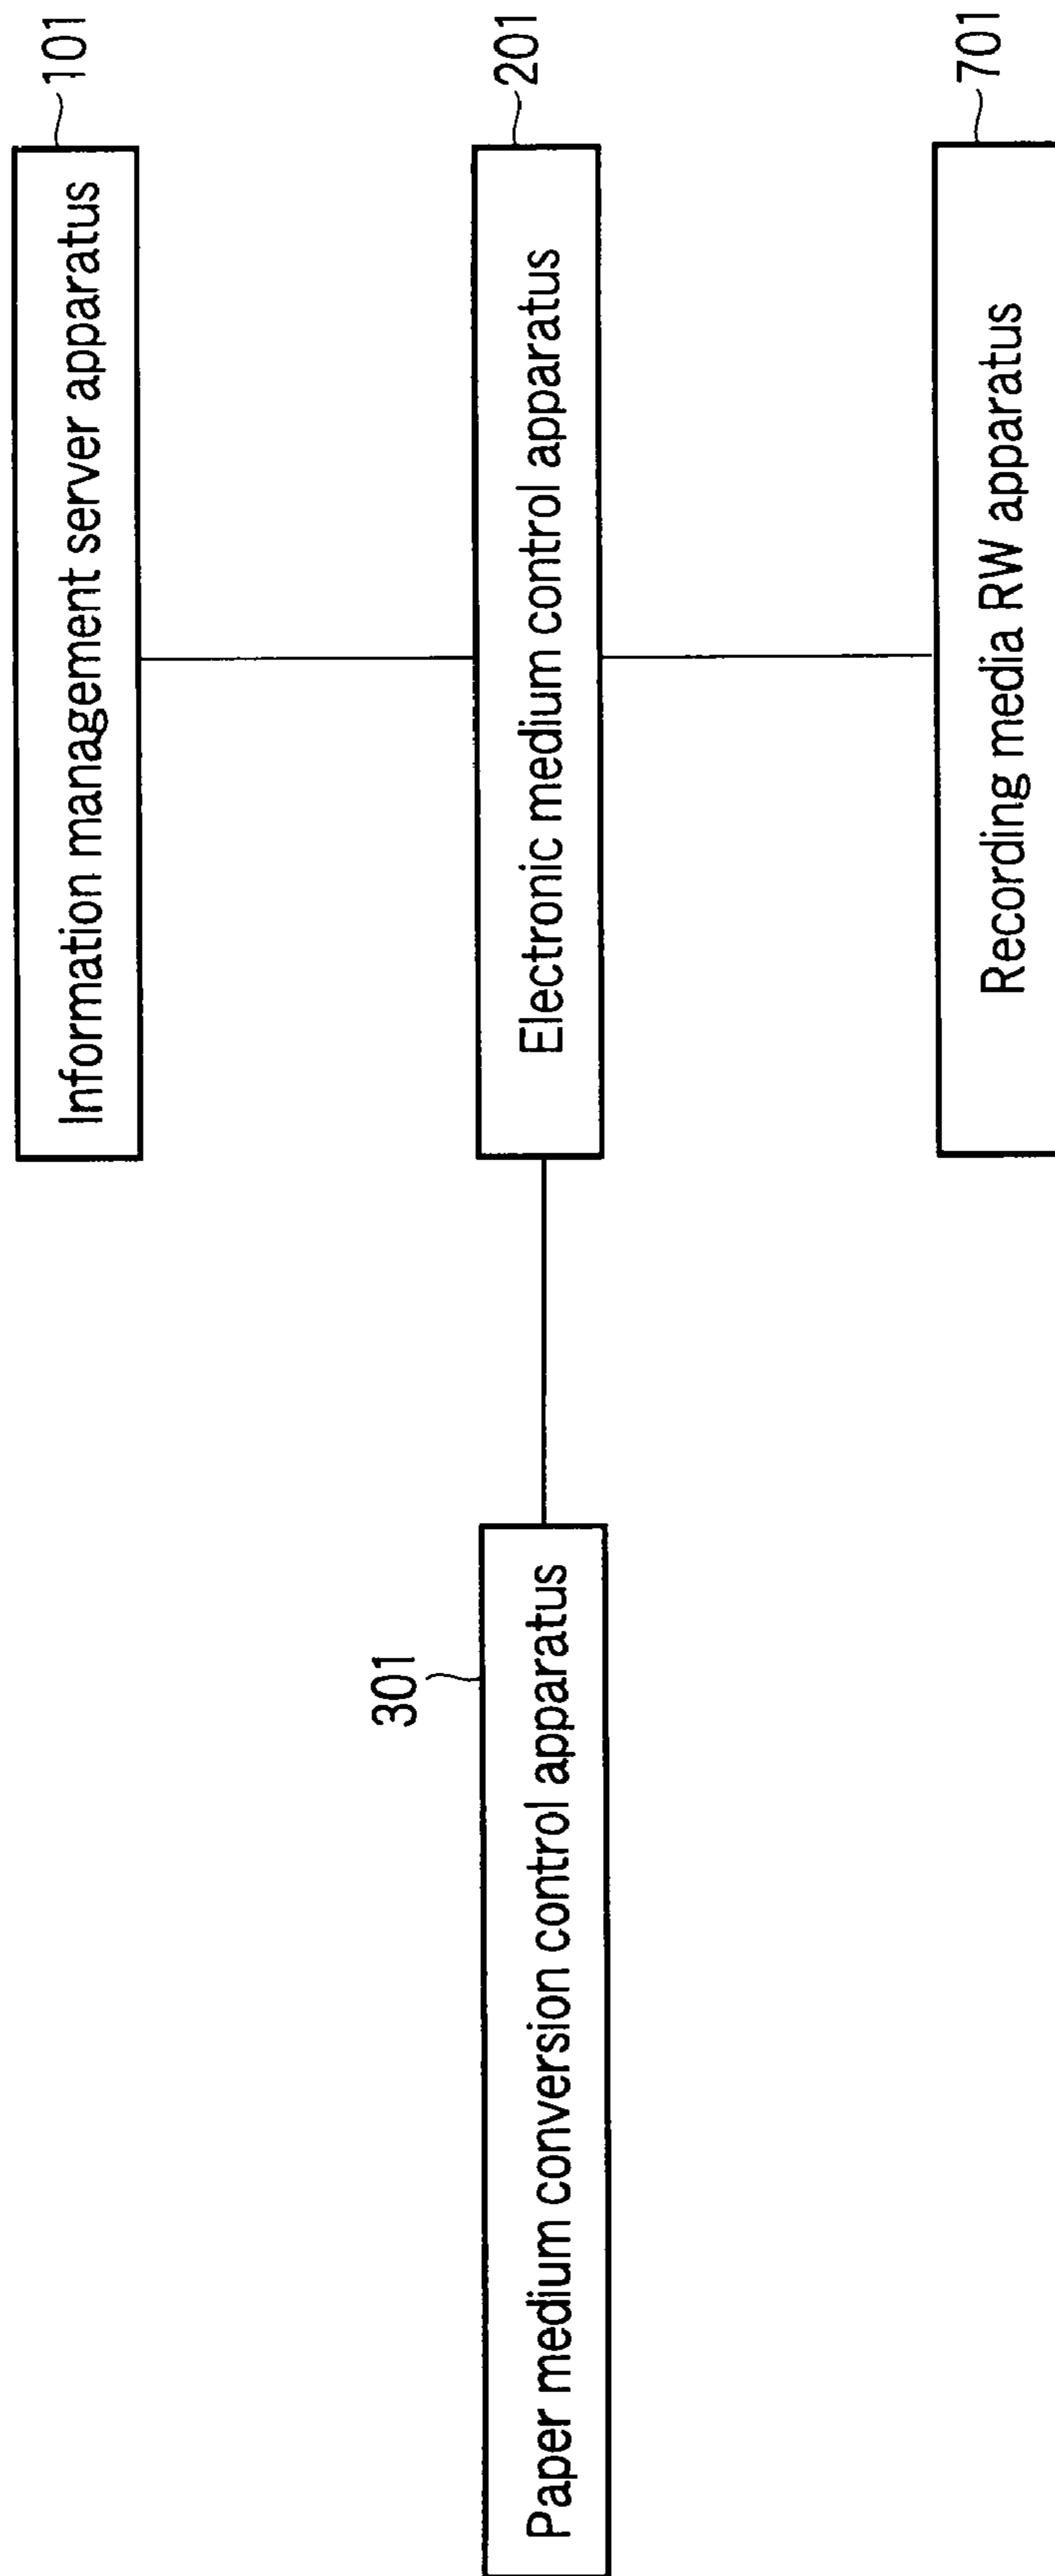 Information management server apparatus
101
Electronic medium control apparatus
201
301
Paper medium conversion control apparatus
Recording media RW apparatus
701